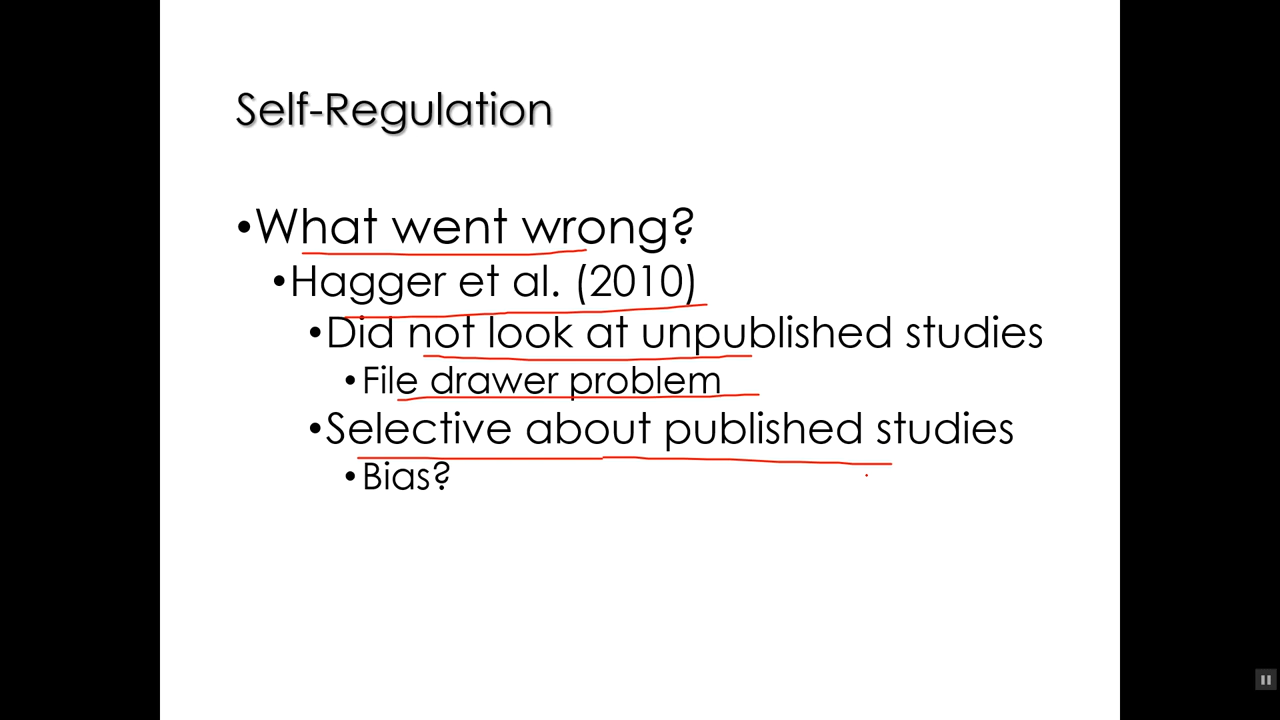 Self-Regulation
•What went wrong?
•Hagger et al. (2010)
•Did not look at unpublished studies
•File drawer problem
•Selective about published studies
•Bias?